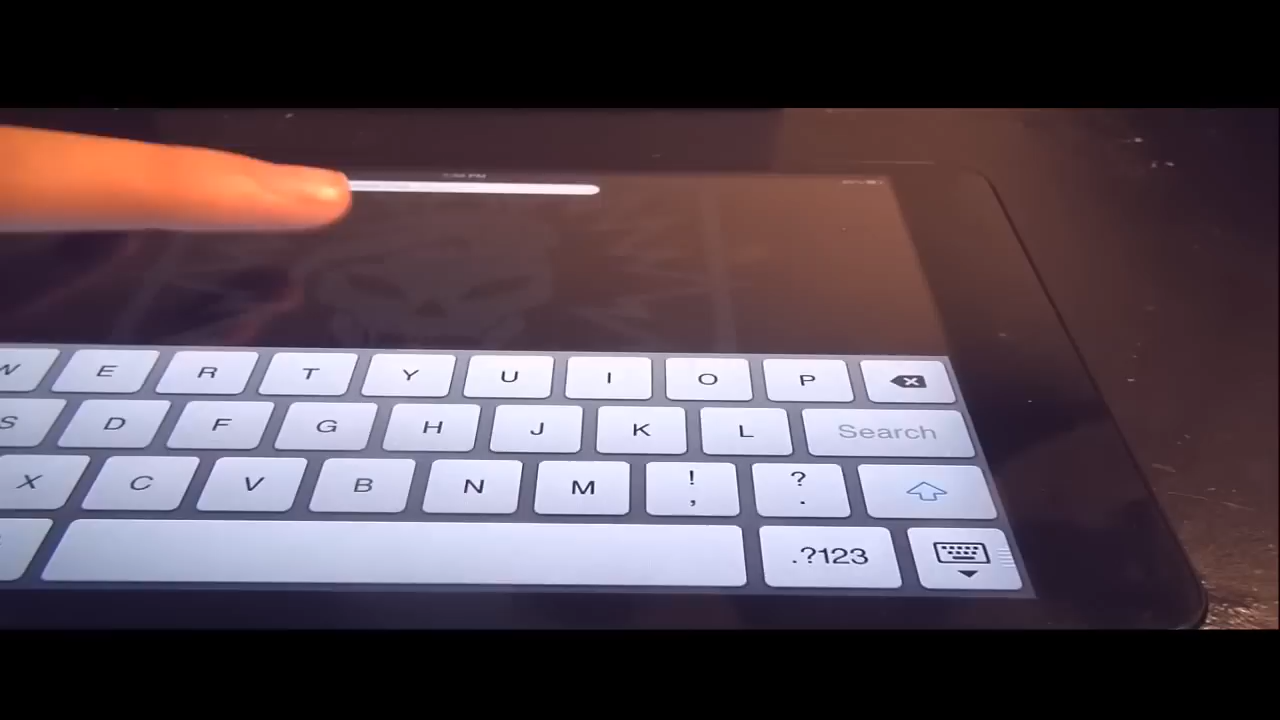 W E R T Y U I O P
S D F G H J K L Search
X C V B N M ! , ? .
.?123